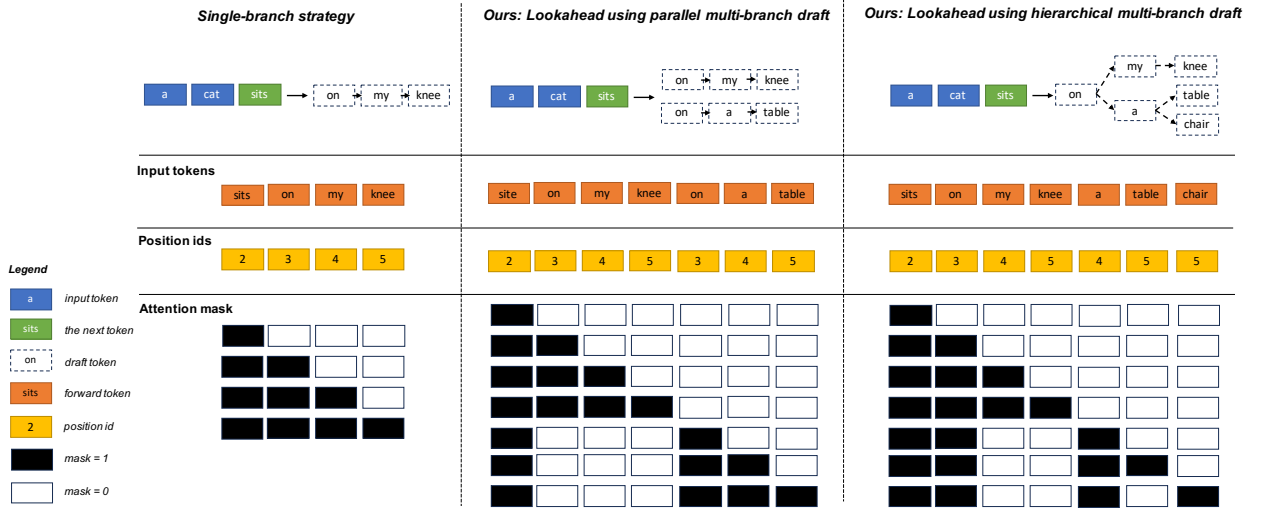 Single-branch strategy
Ours: Lookahead using parallel multi-branch draft
Ours: Lookahead using hierarchical multi-branch draft
a cat sits on my knee
a cat sits on my knee
on a table
a cat sits on my knee
a table
chair
Input tokens
sits on my knee
site on my knee on a table
sits on my knee a table chair
Position ids
2 3 4 5
2 3 4 5 3 4 5
2 3 4 5 4 5 5
Attention mask
Legend
a input token
sits the next token
on draft token
sits forward token
2 position id
mask = 1
mask = 0